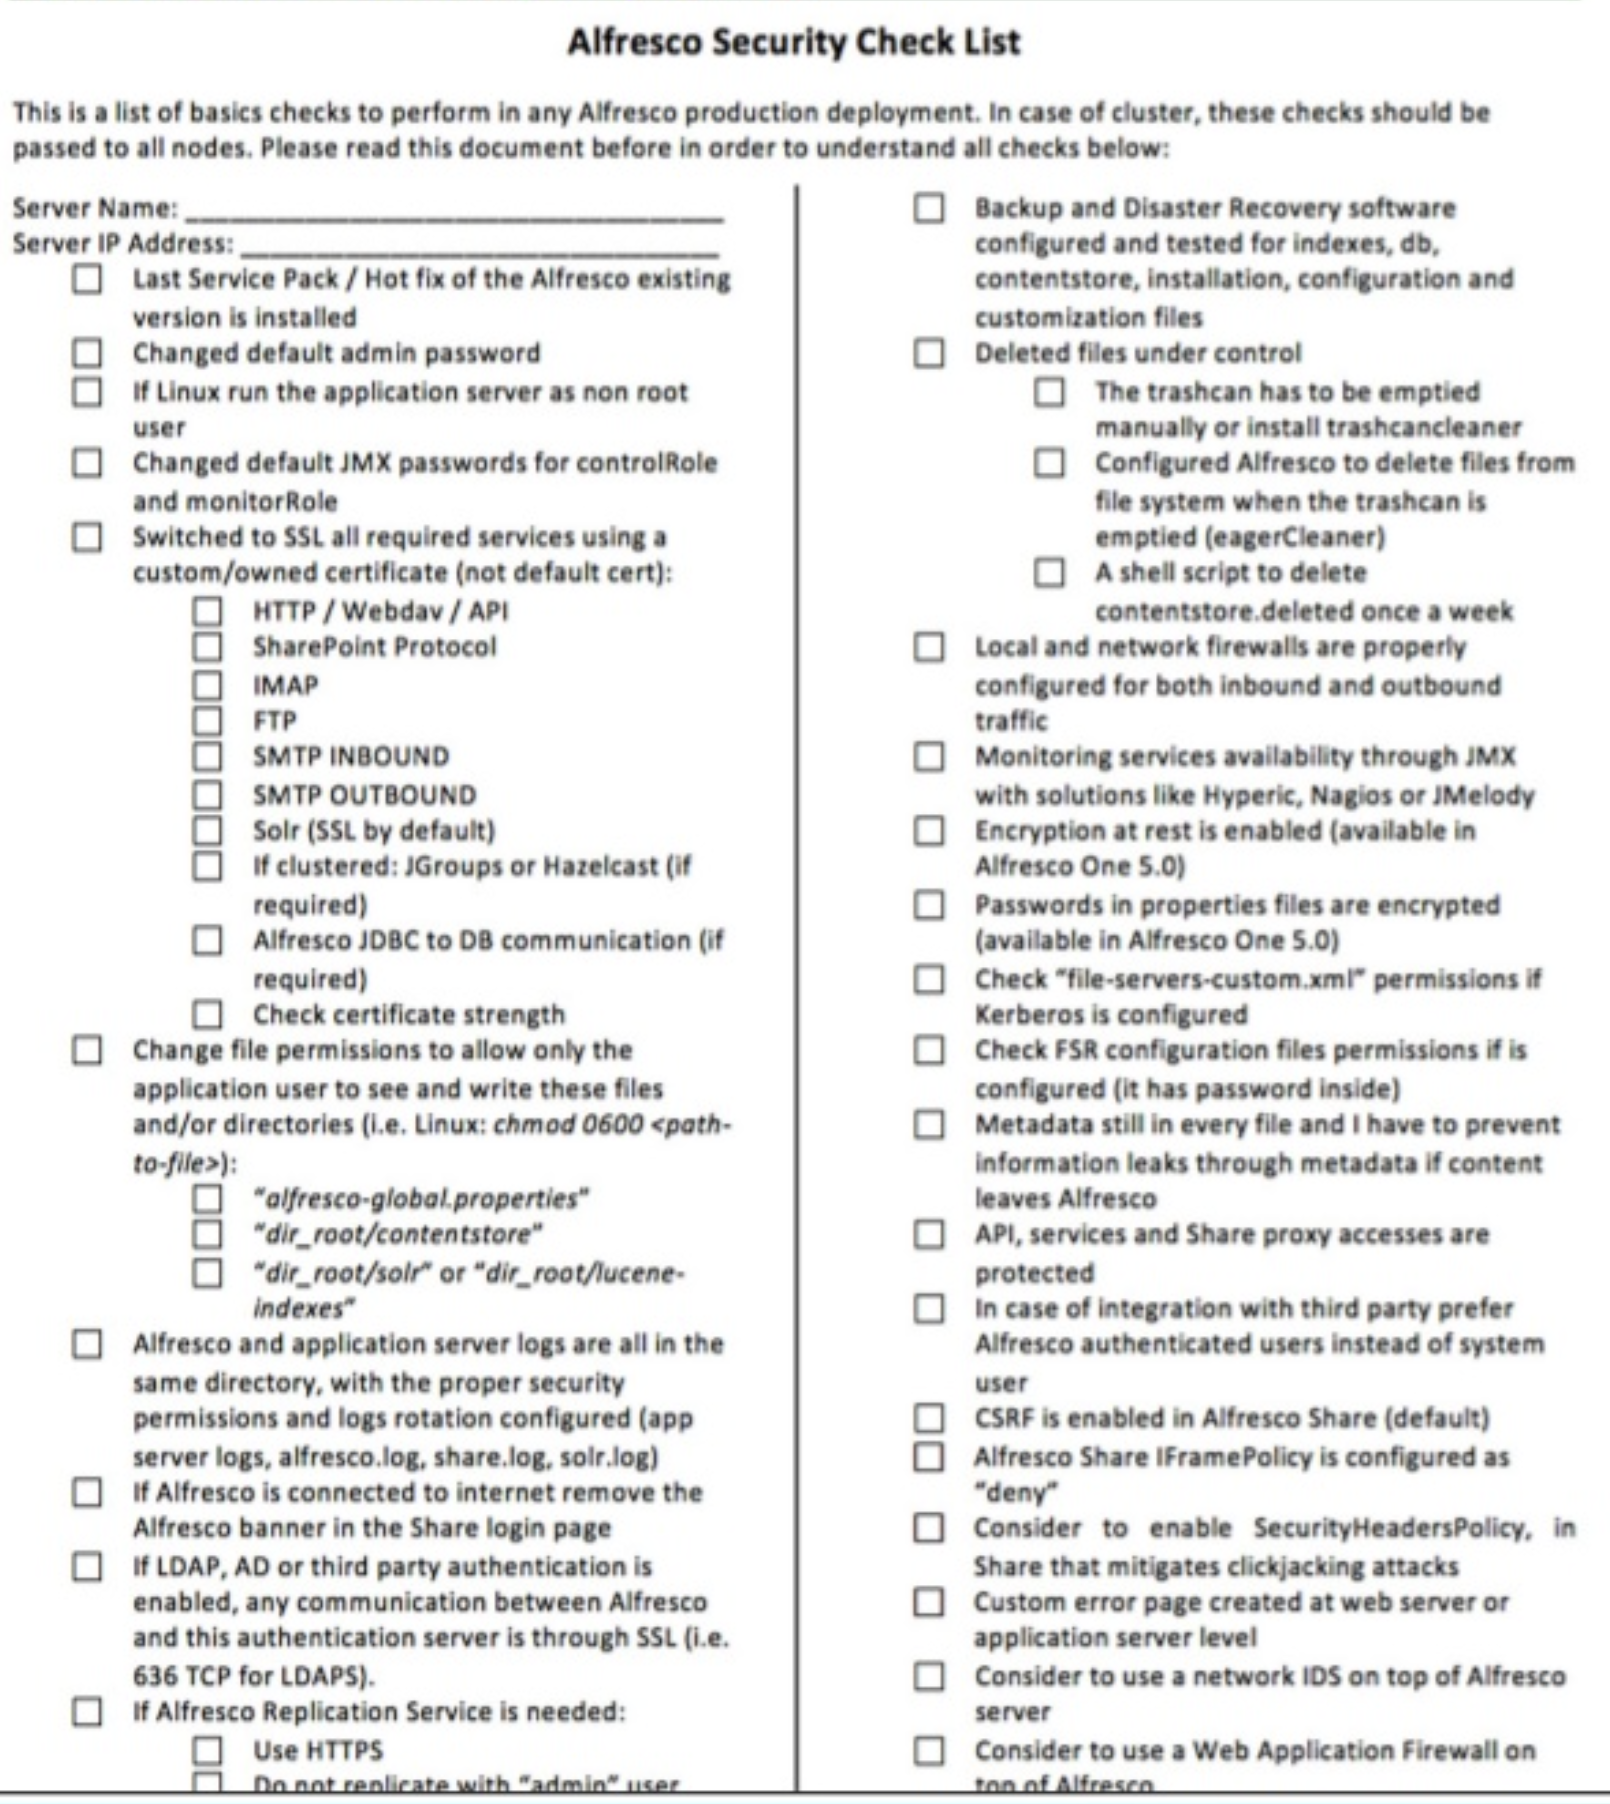 Alfresco Security Check List
This is a list of basics checks to perform in any Alfresco production deployment. In case of cluster, these checks should be
passed to all nodes. Please read this document before in order to understand all checks below:
Server Name: ____________________
Server IP Address: ____________________
Last Service Pack / Hot fix of the Alfresco existing
version is installed
Changed default admin password
If Linux run the application server as non root
user
Changed default JMX passwords for controlRole
and monitorRole
Switched to SSL all required services using a
custom/owned certificate (not default cert):
HTTP / Webdav / API
SharePoint Protocol
IMAP
FTP
SMTP INBOUND
SMTP OUTBOUND
Solr (SSL by default)
If clustered: JGroups or Hazelcast (if
required)
Alfresco JDBC to DB communication (if
required)
Check certificate strength
Change file permissions to allow only the
application user to see and write these files
and/or directories (i.e. Linux: chmod 0600 <path-
to-file>):
"alfresco-global.properties"
"dir_root/contentstore"
"dir_root/solr" or "dir_root/lucene-
indexes"
Alfresco and application server logs are all in the
same directory, with the proper security
permissions and logs rotation configured (app
server logs, alfresco.log, share.log, solr.log)
If Alfresco is connected to internet remove the
Alfresco banner in the Share login page
If LDAP, AD or third party authentication is
enabled, any communication between Alfresco
and this authentication server is through SSL (i.e.
636 TCP for LDAPS).
If Alfresco Replication Service is needed:
Use HTTPS
Do not replicate with "admin" user
Backup and Disaster Recovery software
configured and tested for indexes, db,
contentstore, installation, configuration and
customization files
Deleted files under control
The trashcan has to be emptied
manually or install trashcancleaner
Configured Alfresco to delete files from
file system when the trashcan is
emptied (eagerCleaner)
A shell script to delete
contentstore.deleted once a week
Local and network firewalls are properly
configured for both inbound and outbound
traffic
Monitoring services availability through JMX
with solutions like Hyperic, Nagios or JMelody
Encryption at rest is enabled (available in
Alfresco One 5.0)
Passwords in properties files are encrypted
(available in Alfresco One 5.0)
Check "file-servers-custom.xml" permissions if
Kerberos is configured
Check FSR configuration files permissions if is
configured (it has password inside)
Metadata still in every file and I have to prevent
information leaks through metadata if content
leaves Alfresco
API, services and Share proxy accesses are
protected
In case of integration with third party prefer
Alfresco authenticated users instead of system
user
CSRF is enabled in Alfresco Share (default)
Alfresco Share IFramePolicy is configured as
"deny"
Consider to enable SecurityHeadersPolicy, in
Share that mitigates clickjacking attacks
Custom error page created at web server or
application server level
Consider to use a network IDS on top of Alfresco
server
Consider to use a Web Application Firewall on
top of Alfresco